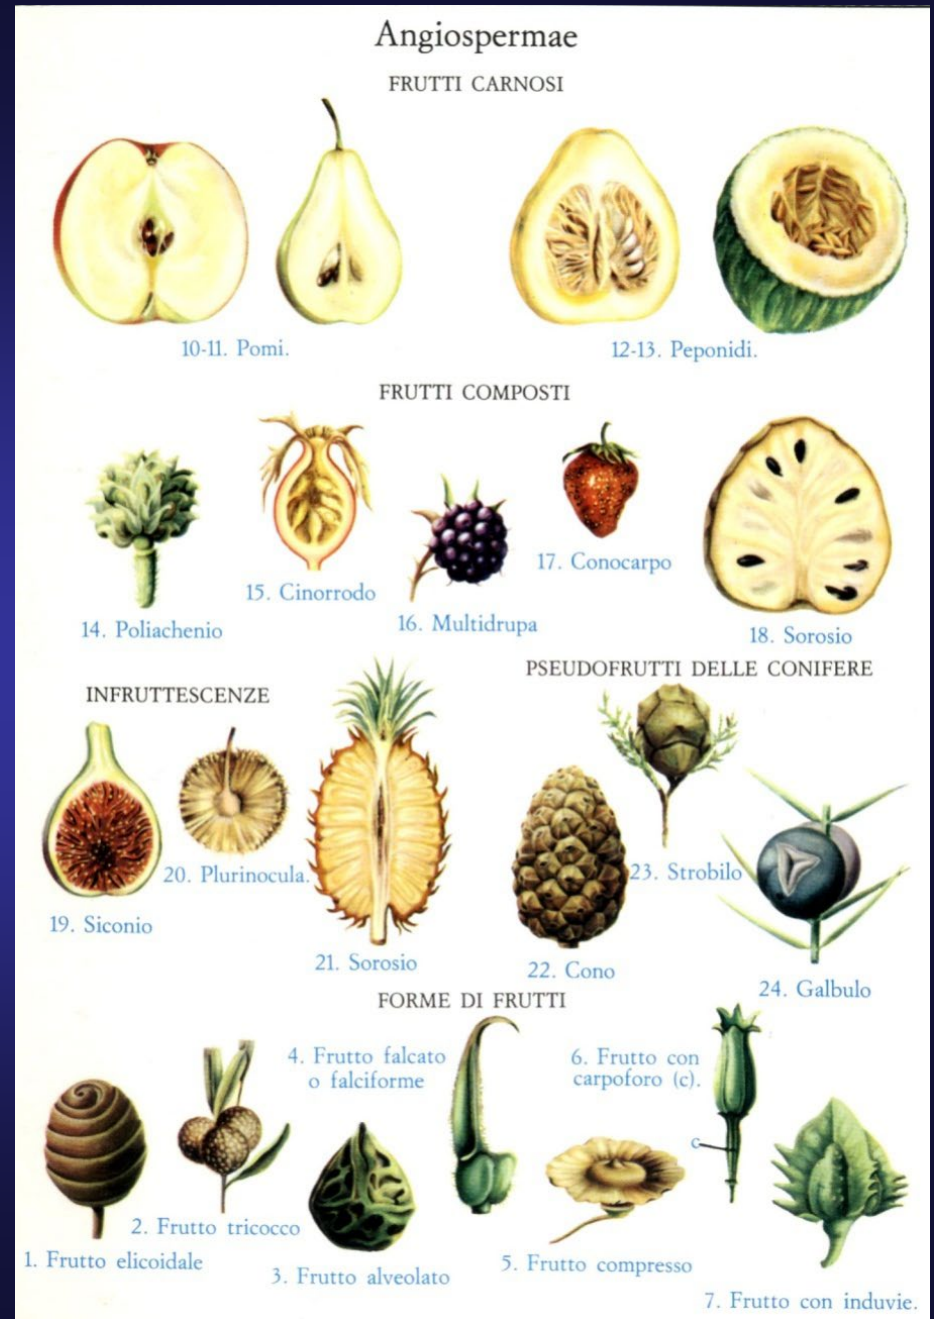 Angiospermae
FRUTTI CARNOSI
10-11. Pomi.
12-13. Peponidi.
FRUTTI COMPOSTI
14. Poliachenio
15. Cinorrodo
16. Multidrupa
17. Conocarpo
18. Sorosio
INFRUTTESCENZE
19. Siconio
20. Plurinocula.
21. Sorosio
PSEUDOFRUTTI DELLE CONIFERE
22. Cono
23. Strobilo
24. Galbulo
FORME DI FRUTTI
1. Frutto elicoidale
2. Frutto tricocco
3. Frutto alveolato
4. Frutto falcato
o falciforme
5. Frutto compresso
6. Frutto con
carpoforo (c).
c
7. Frutto con induvie.